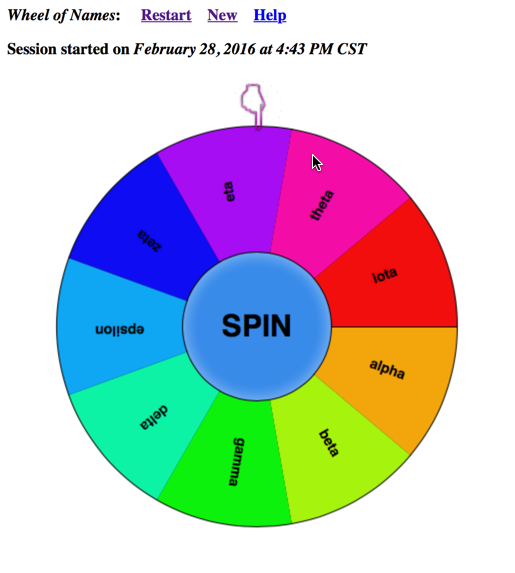 Wheel of Names:  Restart  New  Help
Session started on February 28, 2016 at 4:43 PM CST
eta
theta
zeta
iota
SPIN
epsilon
alpha
delta
beta
gamma